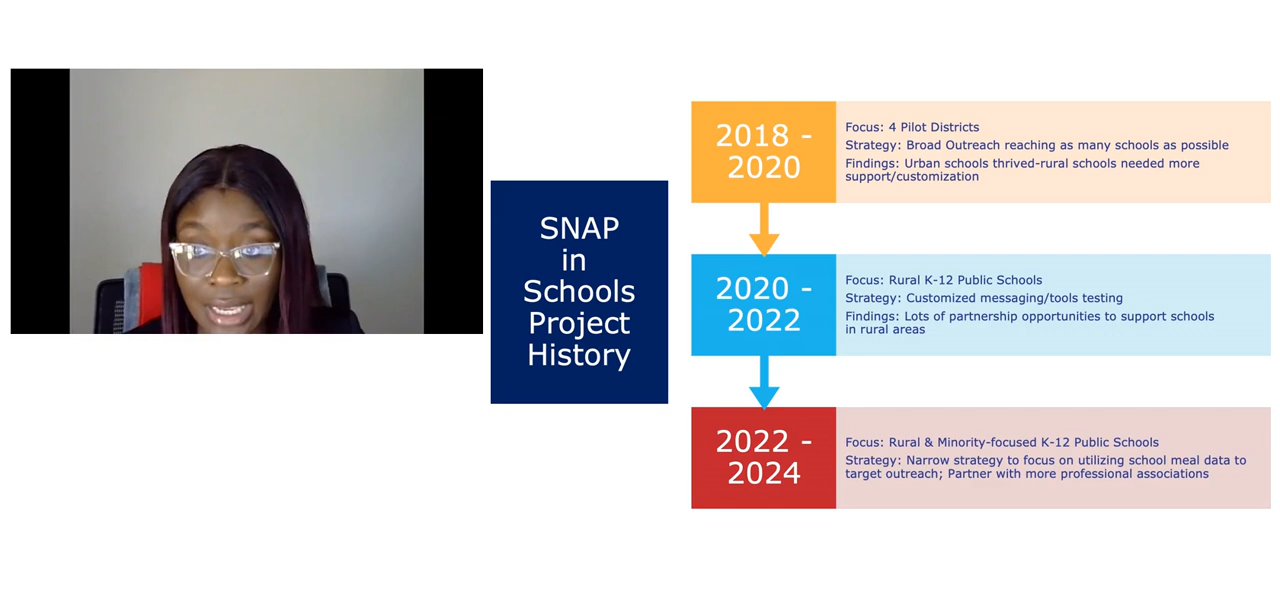 SNAP
in
Schools
Project
History
2018 -
2020
Focus: 4 Pilot Districts
Strategy: Broad Outreach reaching as many schools as possible
Findings: Urban schools thrived-rural schools needed more
support/customization
2020 -
2022
Focus: Rural K-12 Public Schools
Strategy: Customized messaging/tools testing
Findings: Lots of partnership opportunities to support schools
in rural areas
2022 -
2024
Focus: Rural & Minority-focused K-12 Public Schools
Strategy: Narrow strategy to focus on utilizing school meal data to
target outreach; Partner with more professional associations